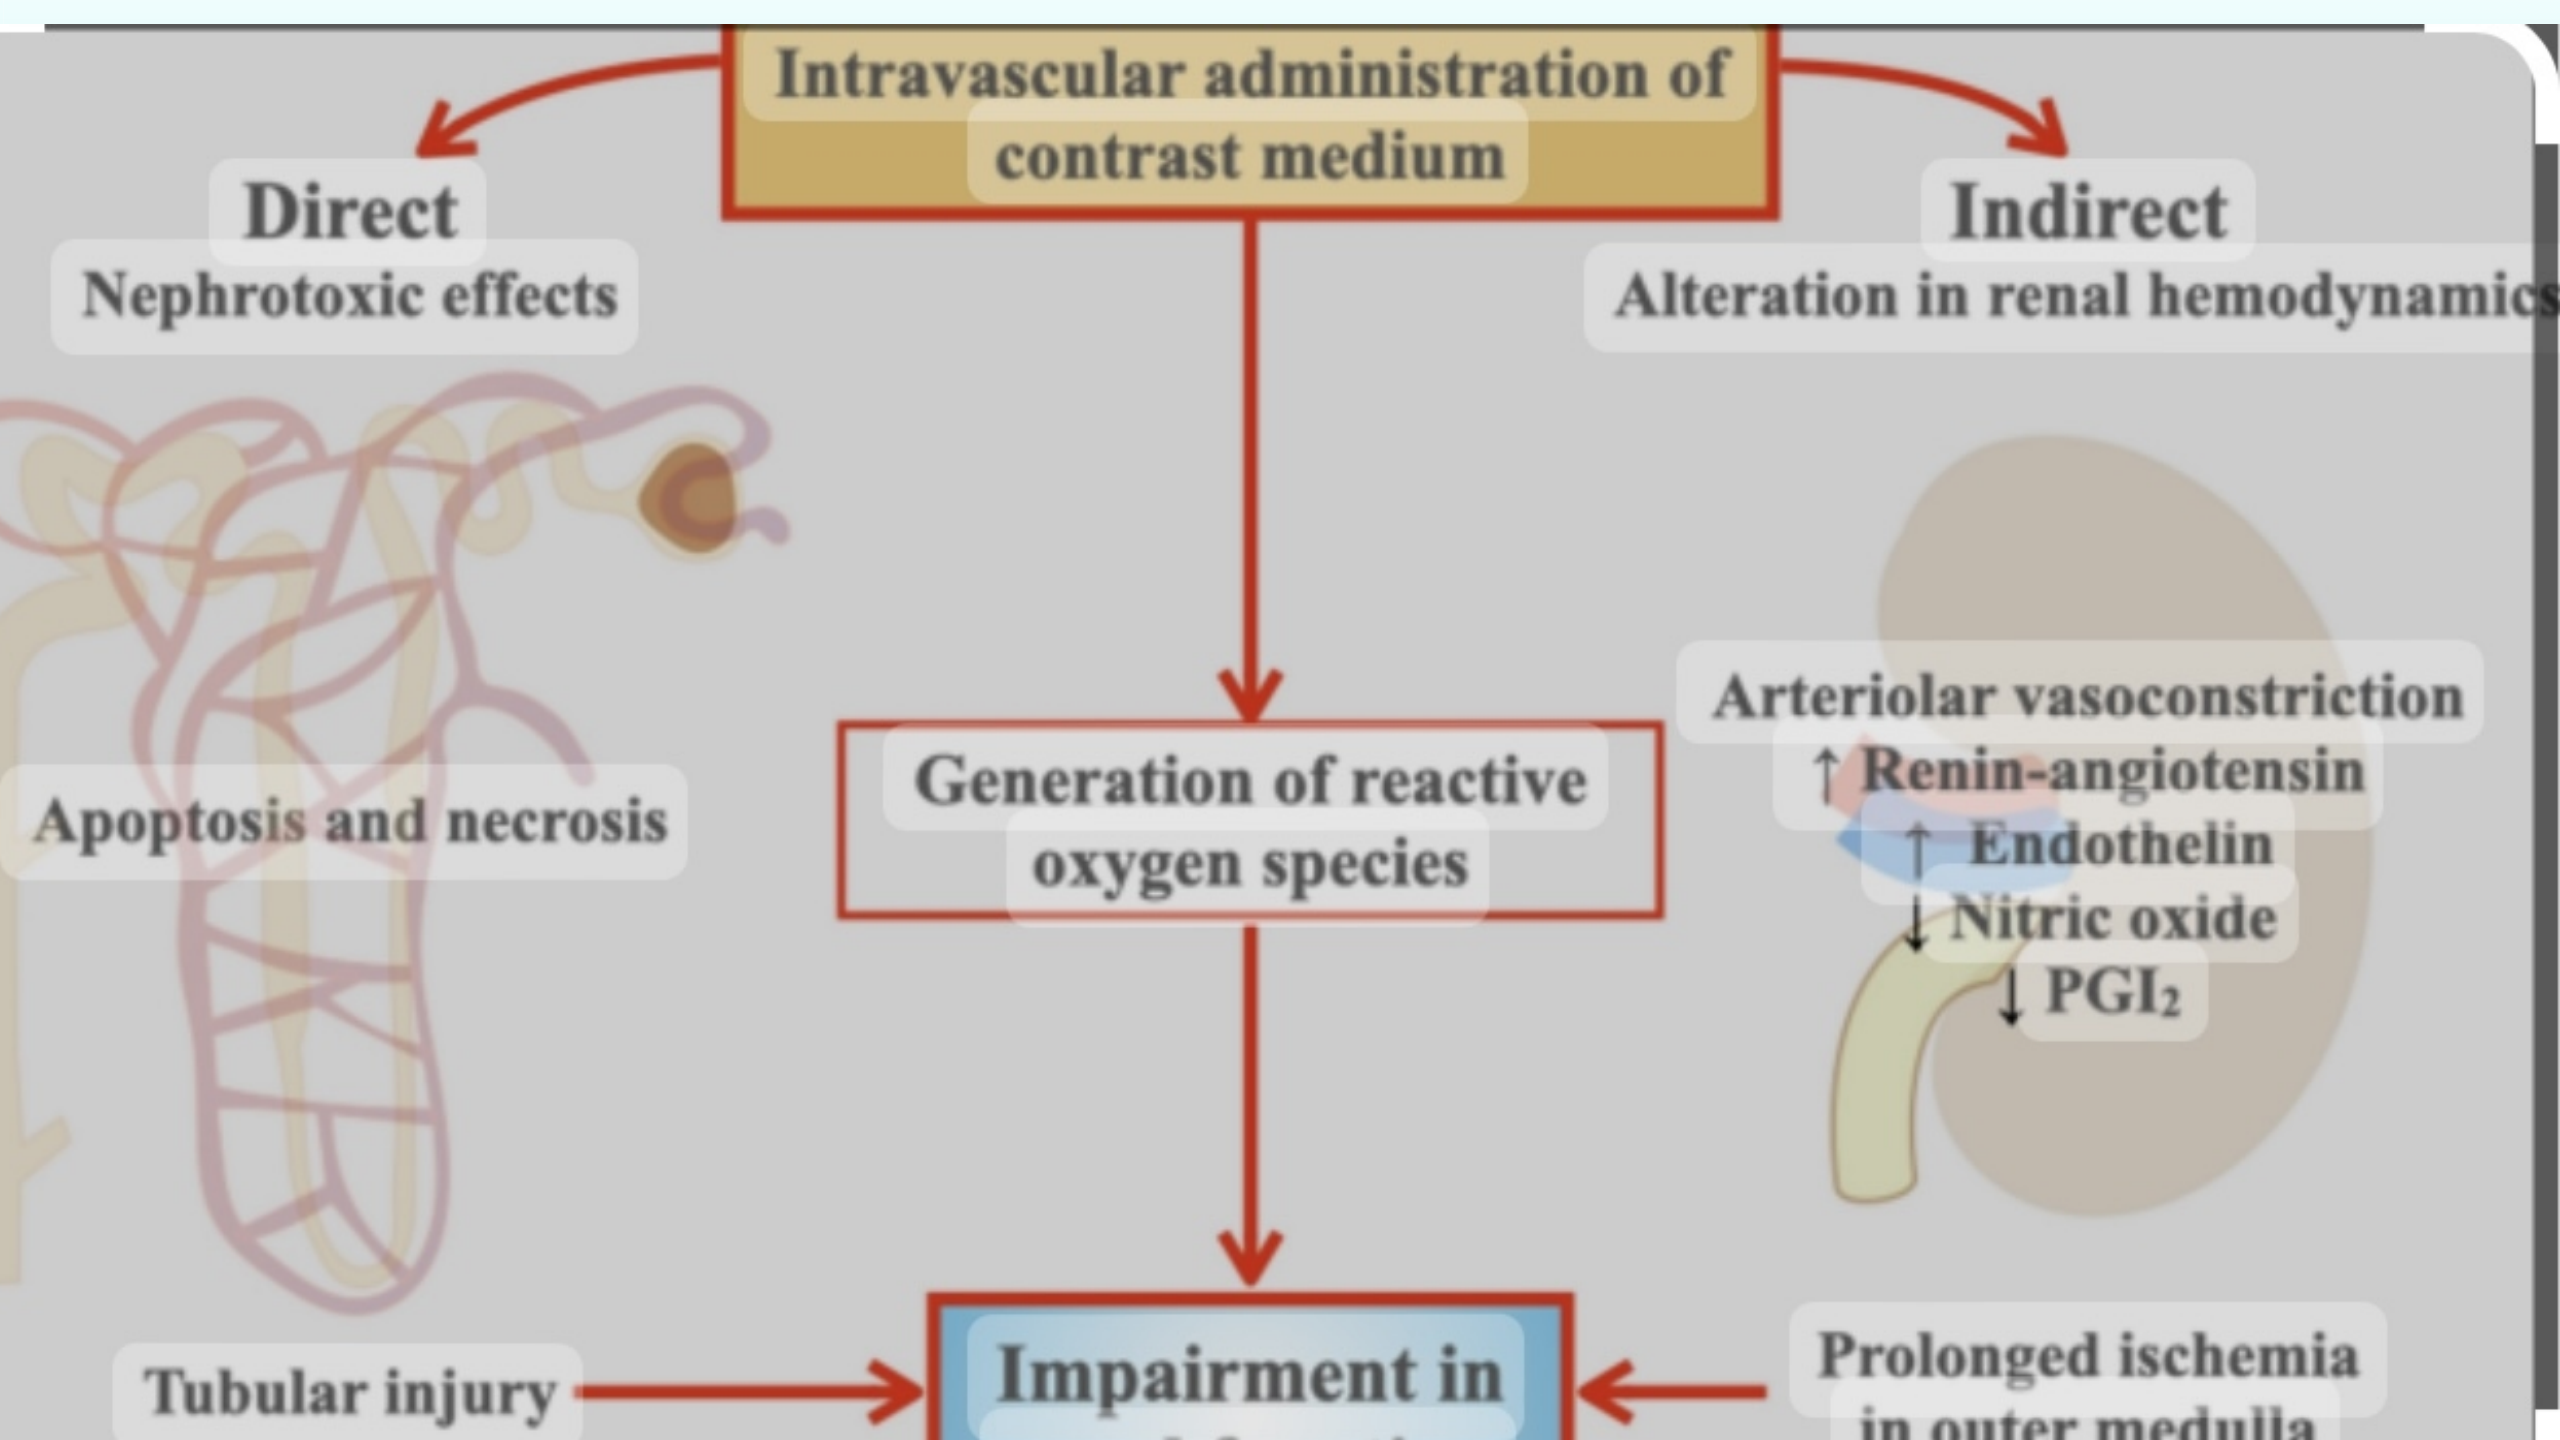 Intravascular administration of
contrast medium
Direct
Nephrotoxic effects
Indirect
Alteration in renal hemodynamics
Apoptosis and necrosis
Generation of reactive
oxygen species
Arteriolar vasoconstriction
↑ Renin-angiotensin
↑ Endothelin
↓ Nitric oxide
↓ PGI₂
Tubular injury
Impairment in
Prolonged ischemia
in outer medulla